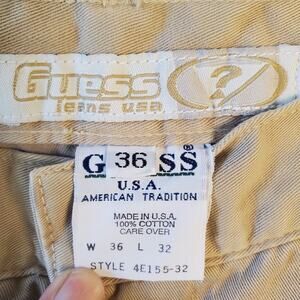 Guess ?
jeans usa
G 36 SS®
U.S.A.
AMERICAN TRADITION
MADE IN U.S.A.
100% COTTON
CARE OVER
W 36 L 32
STYLE 4E155-32